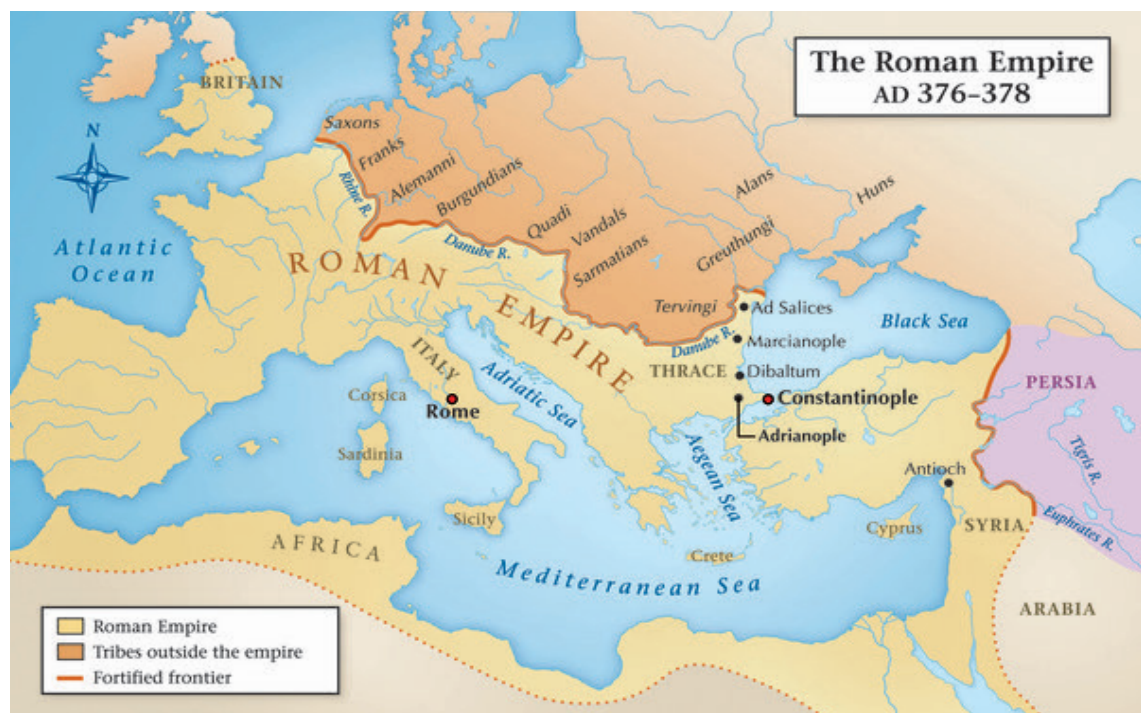 The Roman Empire
AD 376–378
N
BRITAIN
Saxons
Franks
Alemanni
Burgundians
Quadi
Vandals
Sarmatians
Alans
Huns
Greuthungi
Tervingi
Rhine R.
Danube R.
Atlantic
Ocean
ROMAN EMPIRE
Ad Salices
Black Sea
Danube R.
Marcianople
THRACE
Dibaltum
ITALY
Adriatic Sea
Corsica
Rome
Constantinople
PERSIA
Adrianople
Tigris R.
Sardinia
Aegean Sea
Antioch
Sicily
Cyprus
SYRIA
Euphrates R.
AFRICA
Crete
Mediterranean Sea
ARABIA
Roman Empire
Tribes outside the empire
Fortified frontier